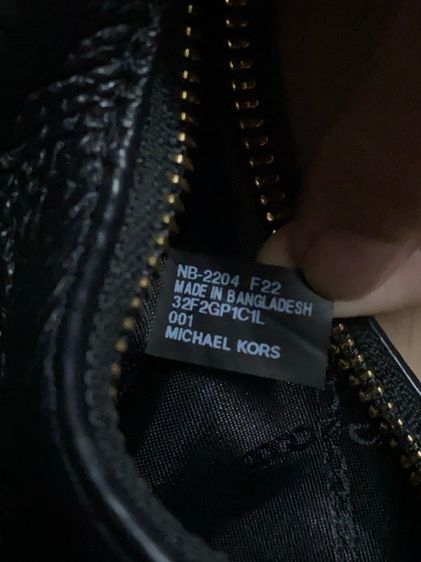 NB-2204 F22
MADE IN BANGLADESH
32F2GP1C1L
001
MICHAEL KORS